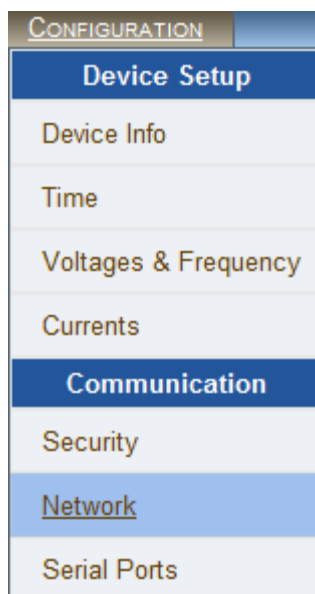 CONFIGURATION
Device Setup
Device Info
Time
Voltages & Frequency
Currents
Communication
Security
Network
Serial Ports